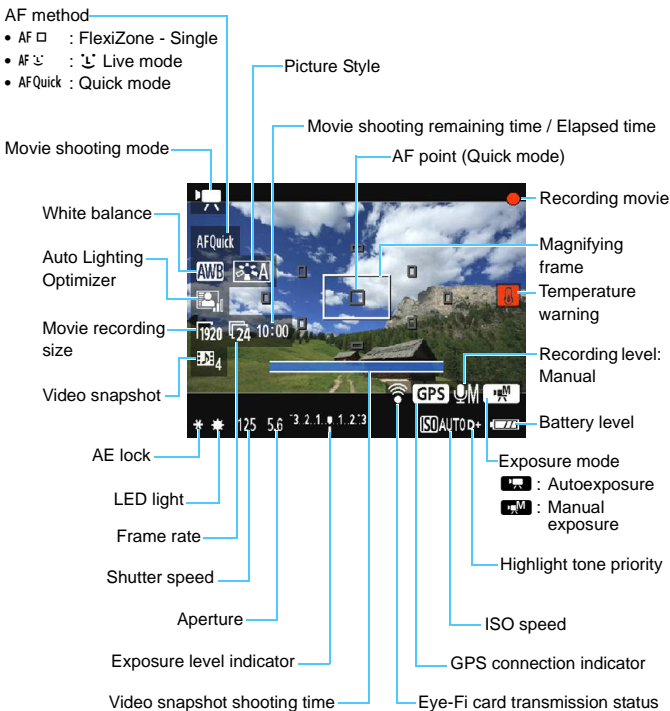 AF method
• AF □ : FlexiZone - Single
• AF : Live mode
• AFQuick : Quick mode
Picture Style
Movie shooting remaining time / Elapsed time
Movie shooting mode
AF point (Quick mode)
Recording movie
White balance
AFQuick
Magnifying
frame
Auto Lighting
Optimizer
AWB
A
Temperature
warning
Movie recording
size
1920
24
10:00
Recording level:
Manual
Video snapshot
4
GPS
M
M
Battery level
125
5.6
-3..2..1..0..1..2.:3
ISO AUTO D+
AE lock
Exposure mode
: Autoexposure
M : Manual
exposure
LED light
Frame rate
Highlight tone priority
Shutter speed
Aperture
ISO speed
Exposure level indicator
GPS connection indicator
Video snapshot shooting time
Eye-Fi card transmission status